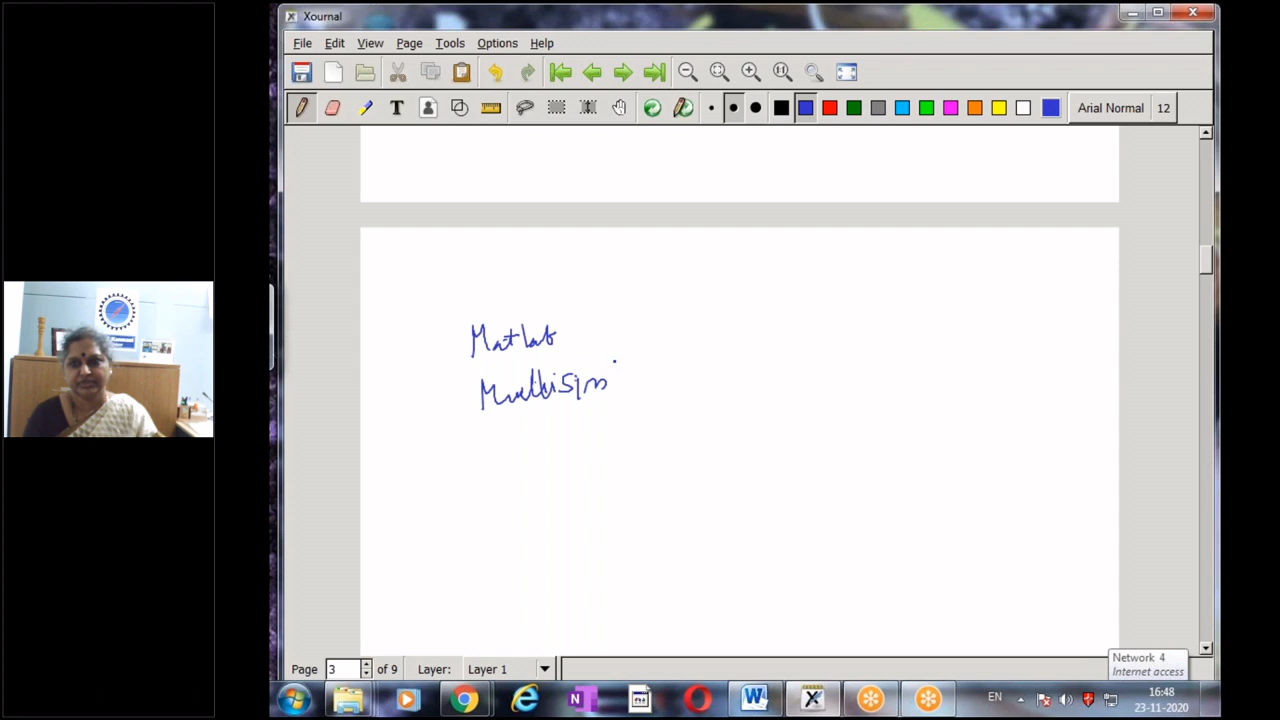 Xournal
File Edit View Page Tools Options Help
Arial Normal 12
Matlab
MultiSim
Page 3 of 9 Layer: Layer 1
Network 4
Internet access
EN 16:48
23-11-2020